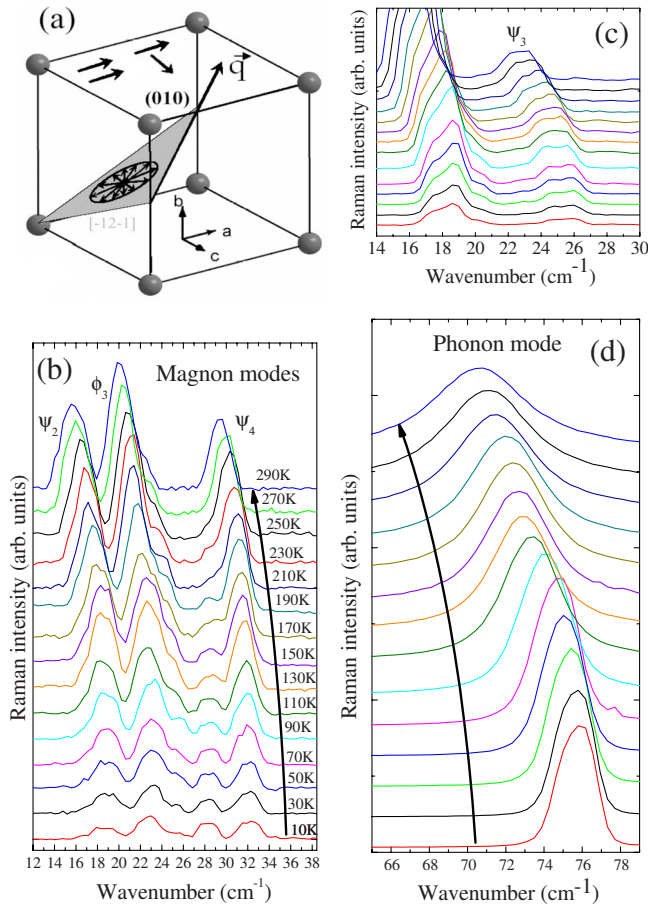 (a)
q
(010)
[-12-1]
b
a
c
(c)
ψ3
Raman intensity (arb. units)
14 16 18 20 22 24 26 28 30
Wavenumber (cm-1)
(b)
Magnon modes
ψ2
ϕ3
ψ4
290K
270K
250K
230K
210K
190K
170K
150K
130K
110K
90K
70K
50K
30K
10K
Raman intensity (arb. units)
12 14 16 18 20 22 24 26 28 30 32 34 36 38
Wavenumber (cm-1)
Phonon mode
(d)
Raman intensity (arb. units)
66 68 70 72 74 76 78
Wavenumber (cm-1)